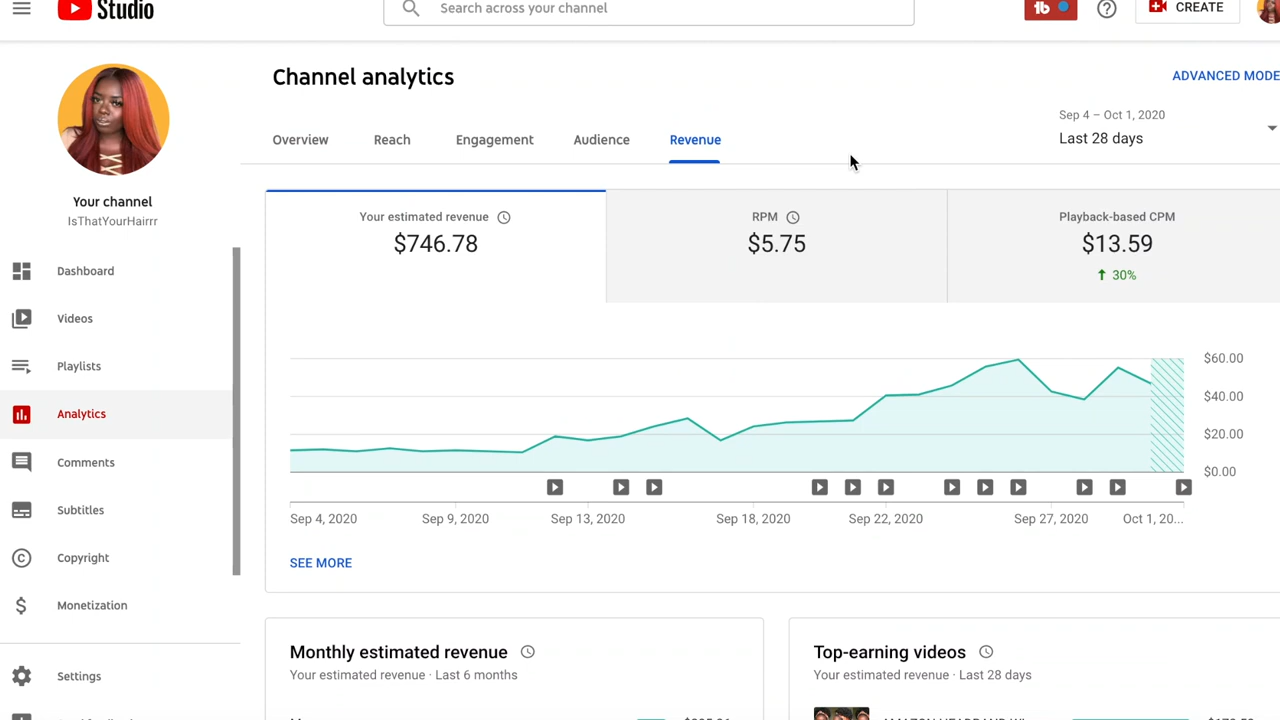 Studio
Search across your channel
CREATE
Channel analytics
ADVANCED MODE
Sep 4 – Oct 1, 2020
Last 28 days
Overview
Reach
Engagement
Audience
Revenue
Your channel
IsThatYourHairrr
Dashboard
Videos
Playlists
Analytics
Comments
Subtitles
Copyright
Monetization
Settings
Your estimated revenue
$746.78
RPM
$5.75
Playback-based CPM
$13.59
30%
$60.00
$40.00
$20.00
$0.00
Sep 4, 2020
Sep 9, 2020
Sep 13, 2020
Sep 18, 2020
Sep 22, 2020
Sep 27, 2020
Oct 1, 20...
SEE MORE
Monthly estimated revenue
Your estimated revenue · Last 6 months
Top-earning videos
Your estimated revenue · Last 28 days